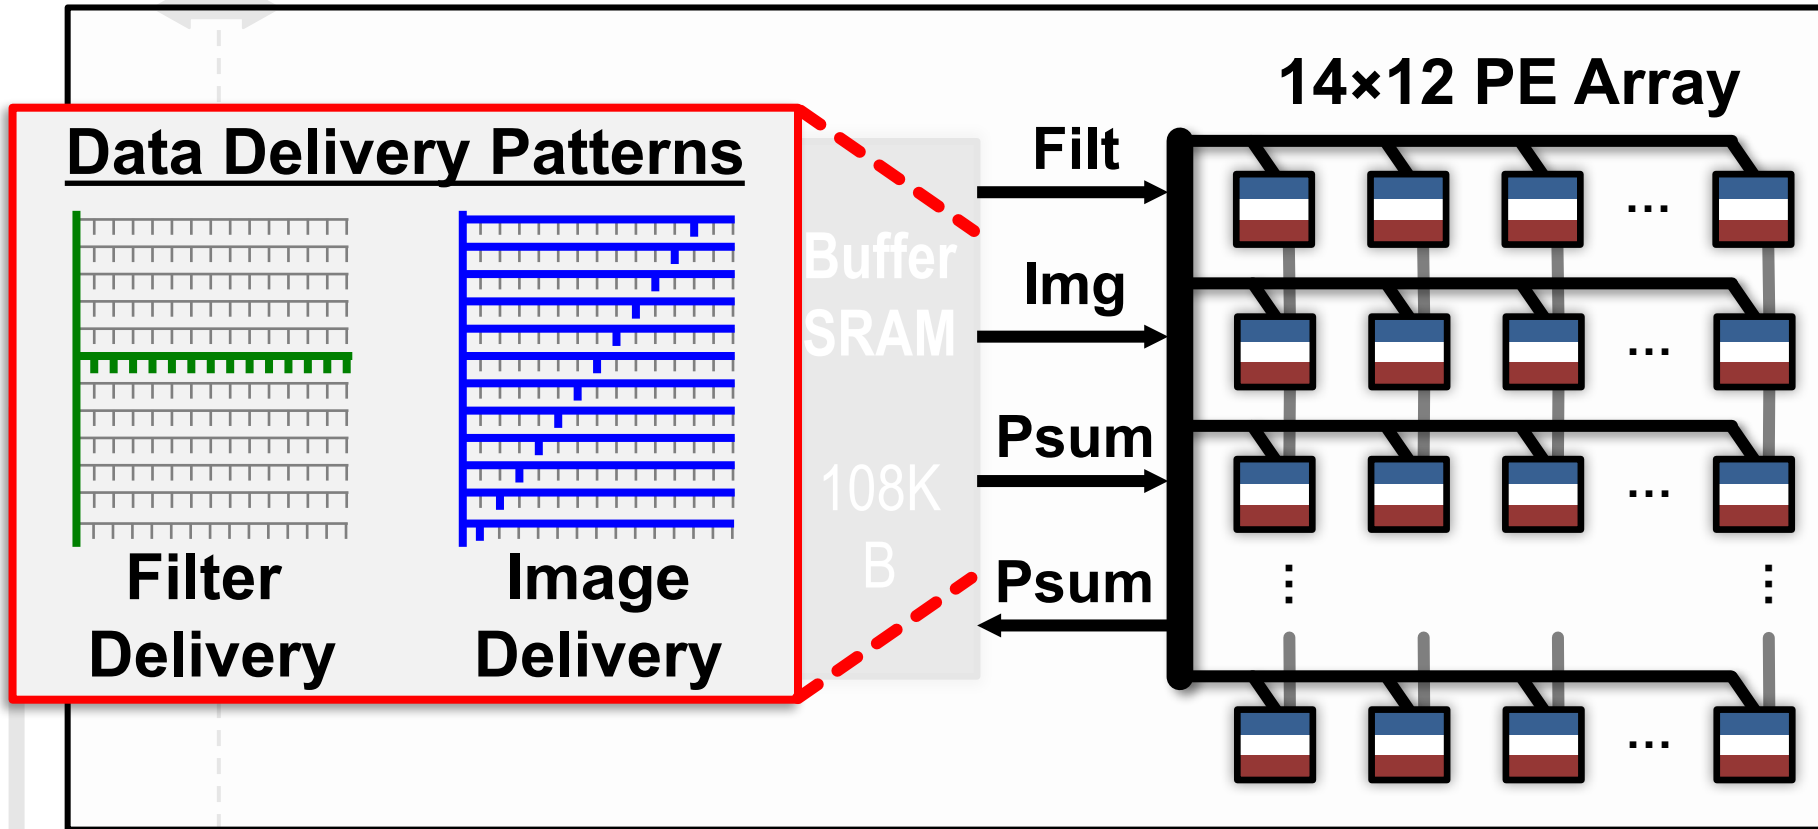 14×12 PE Array
Data Delivery Patterns
Filter
Delivery
Image
Delivery
Buffer
SRAM
108K
B
Filt
Img
Psum
Psum
...
...
...
...
...
...